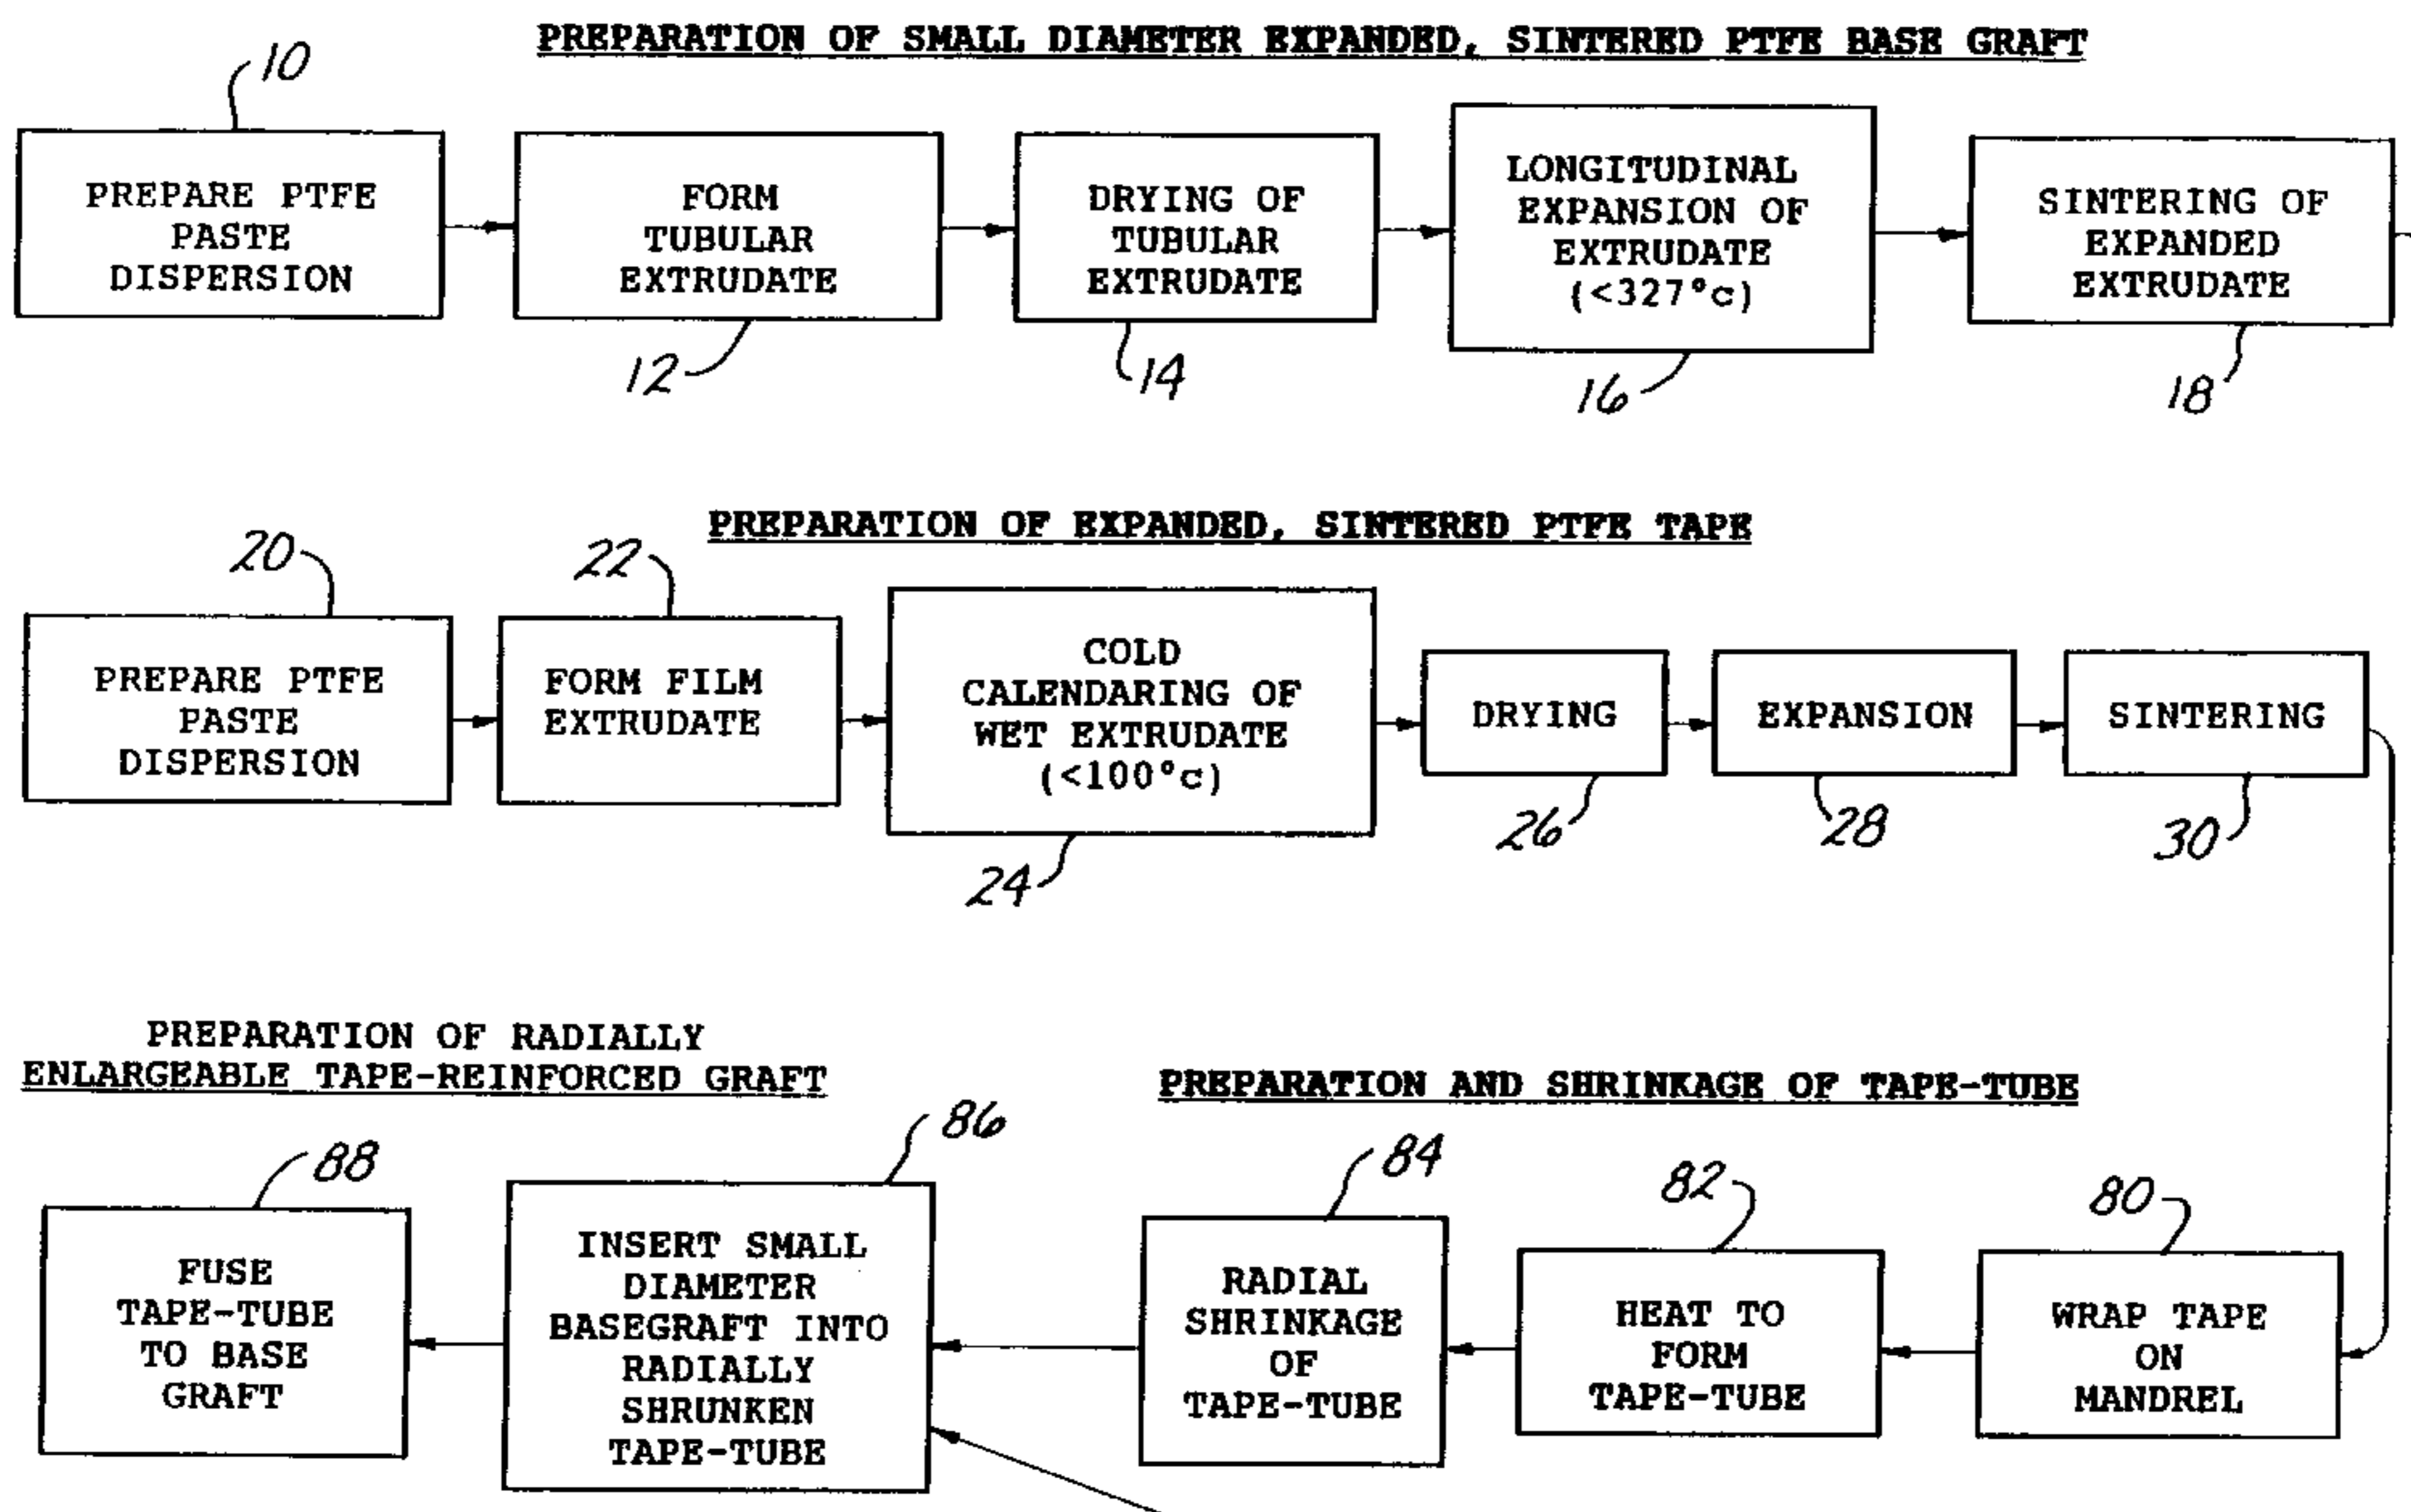 PREPARATION OF SMALL DIAMETER EXPANDED, SINTERED PTFE BASE GRAFT
10
PREPARE PTFE
PASTE
DISPERSION
FORM
TUBULAR
EXTRUDATE
12
DRYING OF
TUBULAR
EXTRUDATE
14
LONGITUDINAL
EXPANSION OF
EXTRUDATE
(<327°c)
16
SINTERING OF
EXPANDED
EXTRUDATE
18
PREPARATION OF EXPANDED, SINTERED PTFE TAPE
20
PREPARE PTFE
PASTE
DISPERSION
22
FORM FILM
EXTRUDATE
COLD
CALENDARING OF
WET EXTRUDATE
(<100°c)
24
DRYING
26
EXPANSION
28
SINTERING
30
PREPARATION OF RADIALLY
ENLARGEABLE TAPE-REINFORCED GRAFT
88
FUSE
TAPE-TUBE
TO BASE
GRAFT
86
INSERT SMALL
DIAMETER
BASEGRAFT INTO
RADIALLY
SHRUNKEN
TAPE-TUBE
PREPARATION AND SHRINKAGE OF TAPE-TUBE
84
RADIAL
SHRINKAGE
OF
TAPE-TUBE
82
HEAT TO
FORM
TAPE-TUBE
80
WRAP TAPE
ON
MANDREL